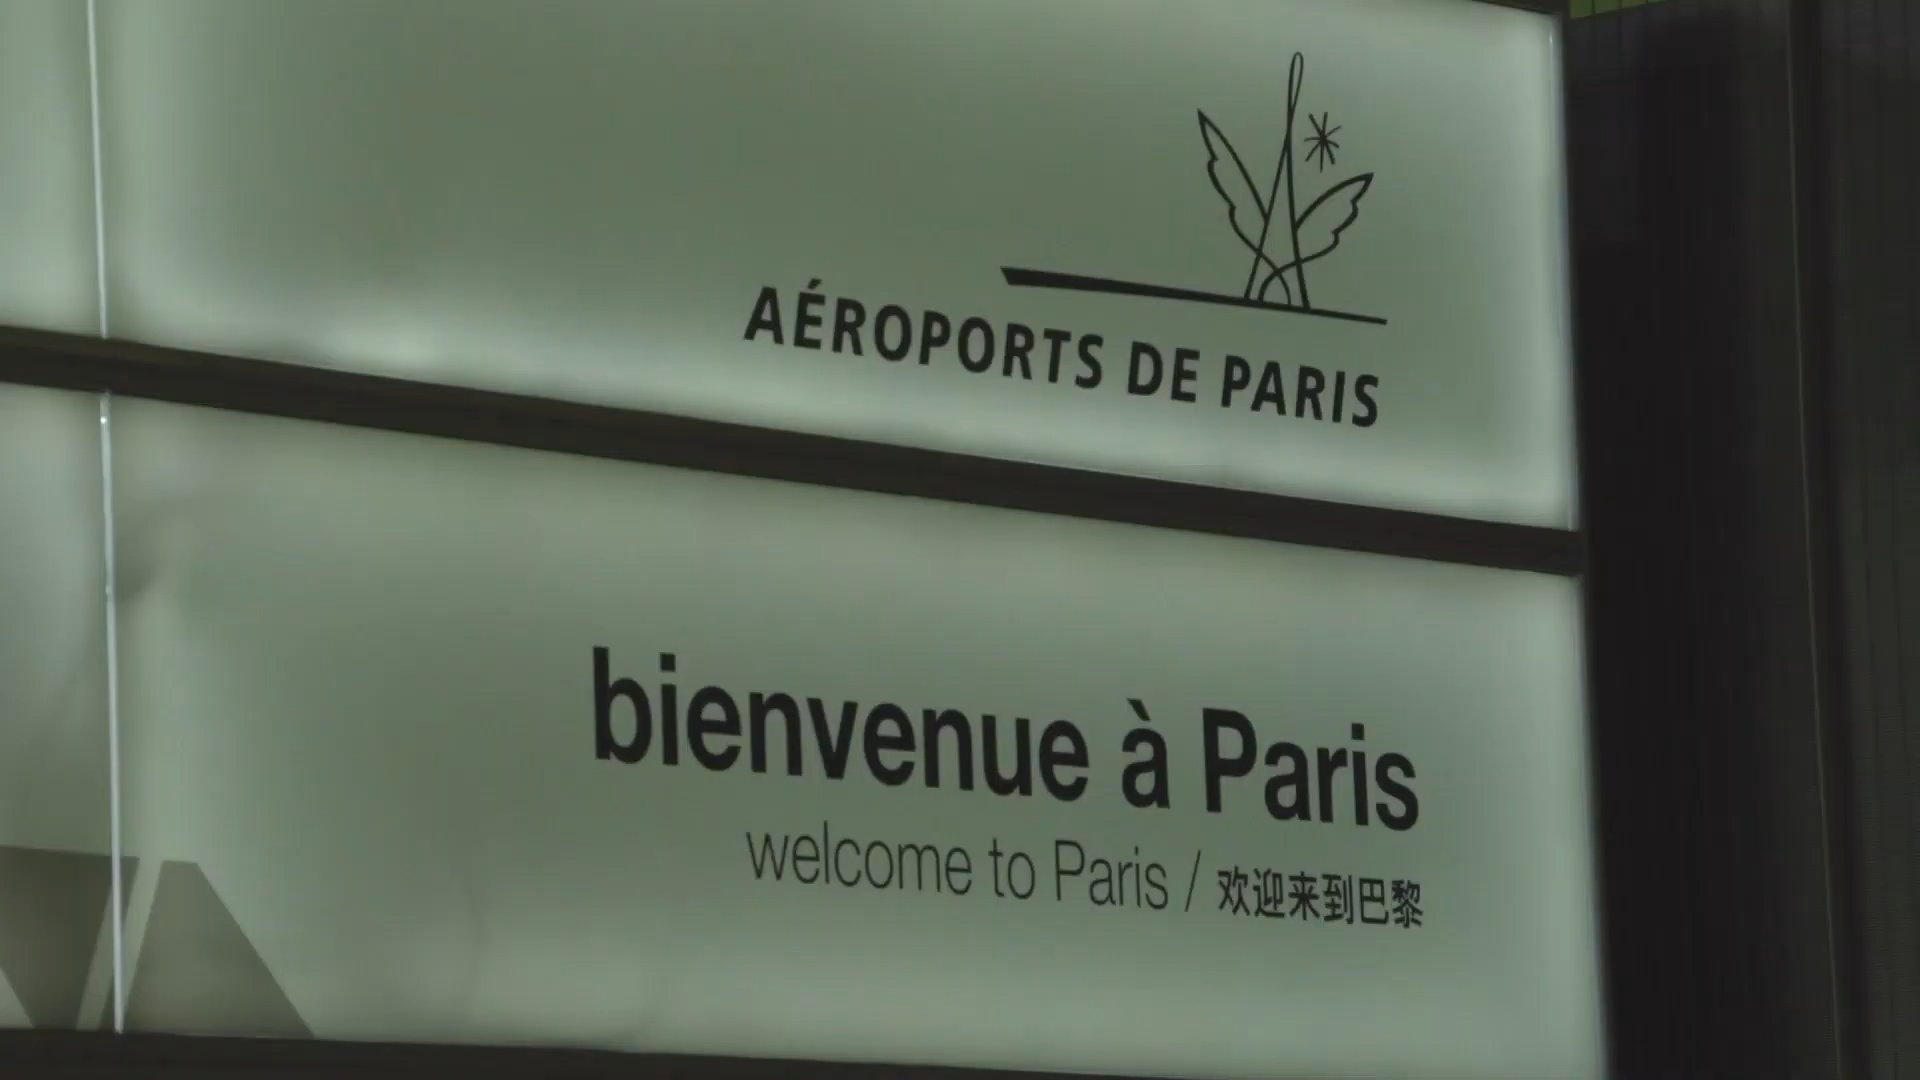 AÉROPORTS DE PARIS
bienvenue à Paris
welcome to Paris / 欢迎来到巴黎